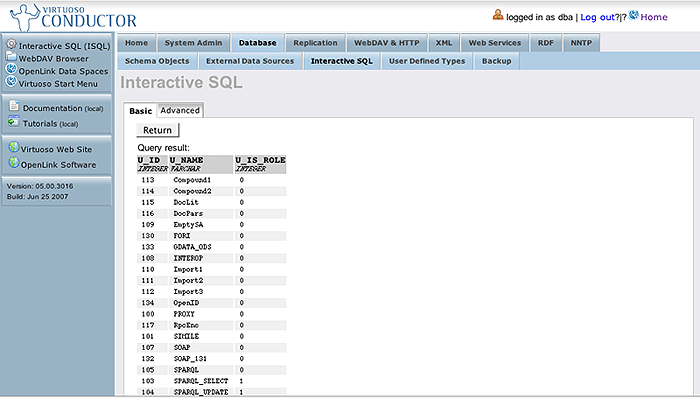 VIRTUOSO
CONDUCTOR
logged in as dba | Log out?|? Home
Interactive SQL (ISQL)
WebDAV Browser
OpenLink Data Spaces
Virtuoso Start Menu
Documentation (local)
Tutorials (local)
Virtuoso Web Site
OpenLink Software
Version: 05.00.3016
Build: Jun 25 2007
Home System Admin Database Replication WebDAV & HTTP XML Web Services RDF NNTP
Schema Objects External Data Sources Interactive SQL User Defined Types Backup
Interactive SQL
Basic Advanced
Return
Query result:
U_ID U_NAME U_IS_ROLE
INTEGER VARCHAR INTEGER
113 Compound1 0
114 Compound2 0
115 DocLit 0
116 DocPars 0
109 EmptySA 0
130 FORI 0
133 GDATA_ODS 0
108 INTEROP 0
110 Import1 0
111 Import2 0
112 Import3 0
134 OpenID 0
100 PROXY 0
117 RpcEnc 0
101 SIMILE 0
107 SOAP 0
132 SOAP_131 0
105 SPARQL 0
103 SPARQL_SELECT 1
104 SPARQL_UPDATE 1